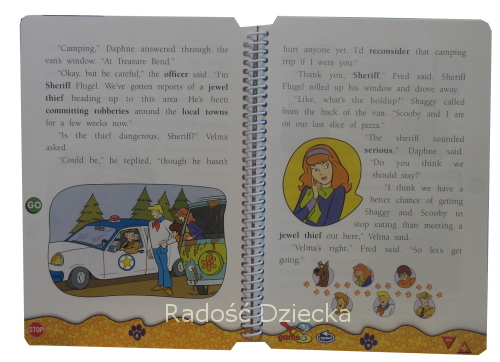 "Camping," Daphne answered through the
van's window. "At Treasure Bend."
"Okay, but be careful," the officer said "I'm
Sheriff Flugel. We've gotten reports of a jewel
thief heading up to this area. He's been
committing robberies around the local towns
for a few weeks now."
"Is the thief dangerous, Sheriff?" Velma
asked.
"Could be," he replied, "though he hasn't
GO
STOP
hurt anyone yet. I'd reconsider that camping
trip if I were you."
"Thank you, Sheriff," Fred said. Sheriff
Flugel rolled up his window and drove away.
"Like, what's the holdup?" Shaggy called
from the back of the van. "Scooby and I are
on our last slice of pizza."
"The sheriff sounded
serious," Daphne said.
"Do you think we
should stay?"
"I think we have a
better chance of getting
Shaggy and Scooby to
stop eating than meeting a
jewel thief out here," Velma said.
"Velma's right," Fred said. "So let's get
going."
game
Radość Dziecka